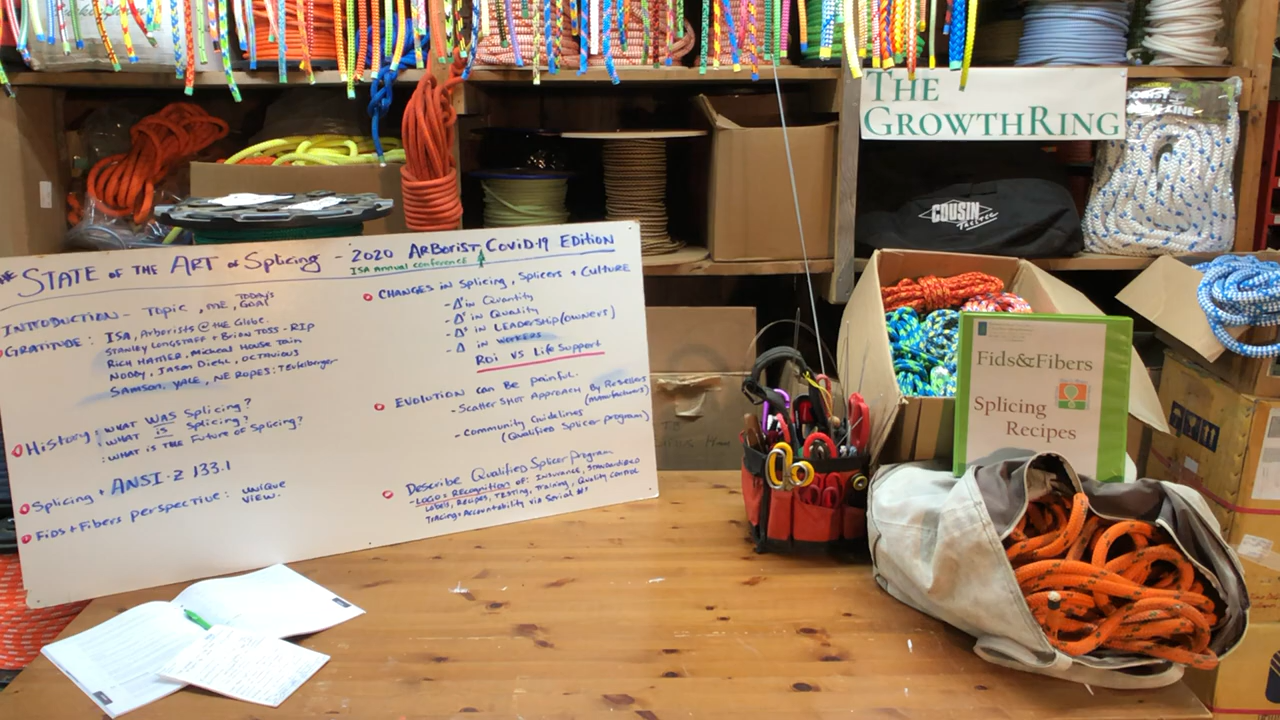 THE
GROWTHRING
COUSIN
STATE OF THE ART of Splicing - 2020 ARBORIST, COVID-19 EDITION
ISA ANNUAL CONFERENCE
INTRODUCTION - TOPIC, ME, TODAY'S GOAL
GRATITUDE: ISA, Arborists @ the Globe.
STANLEY LONGSTAFF + BRIAN TOSS - RIP
RICH HATTIER, Micheal HOUSE Tain
NOBBY, JASON DIEHL, OCTAVIOUS
SAMSON, YALE, NE ROPES, TEUFELBERGER
History: WHAT WAS Splicing?
: WHAT IS Splicing?
: WHAT IS THE Future of Splicing?
Splicing + ANSI-Z 133.1
FIDS + FIBERS PERSPECTIVE: UNIQUE VIEW.
CHANGES IN Splicing, Splicers + CULTURE
- Δ's in Quantity
- Δ's in Quality
- Δ's IN LEADERSHIP (OWNERS)
- Δ in WORKERS
ROI VS Life Support
EVOLUTION CAN BE PAINFUL.
- SCATTER SHOT APPROACH By RESELLERS
(MANUFACTURERS)
- Community Guidelines
(Qualified Splicer program)
Describe Qualified Splicer Program
- LOGO = RECOGNITION OF: INSURANCE, STANDARDIZED
Labels, RECIPES, TESTING, TRAINING, Quality Control
TRACING = Accountability via Serial #'s
Fids&Fibers
Splicing
Recipes